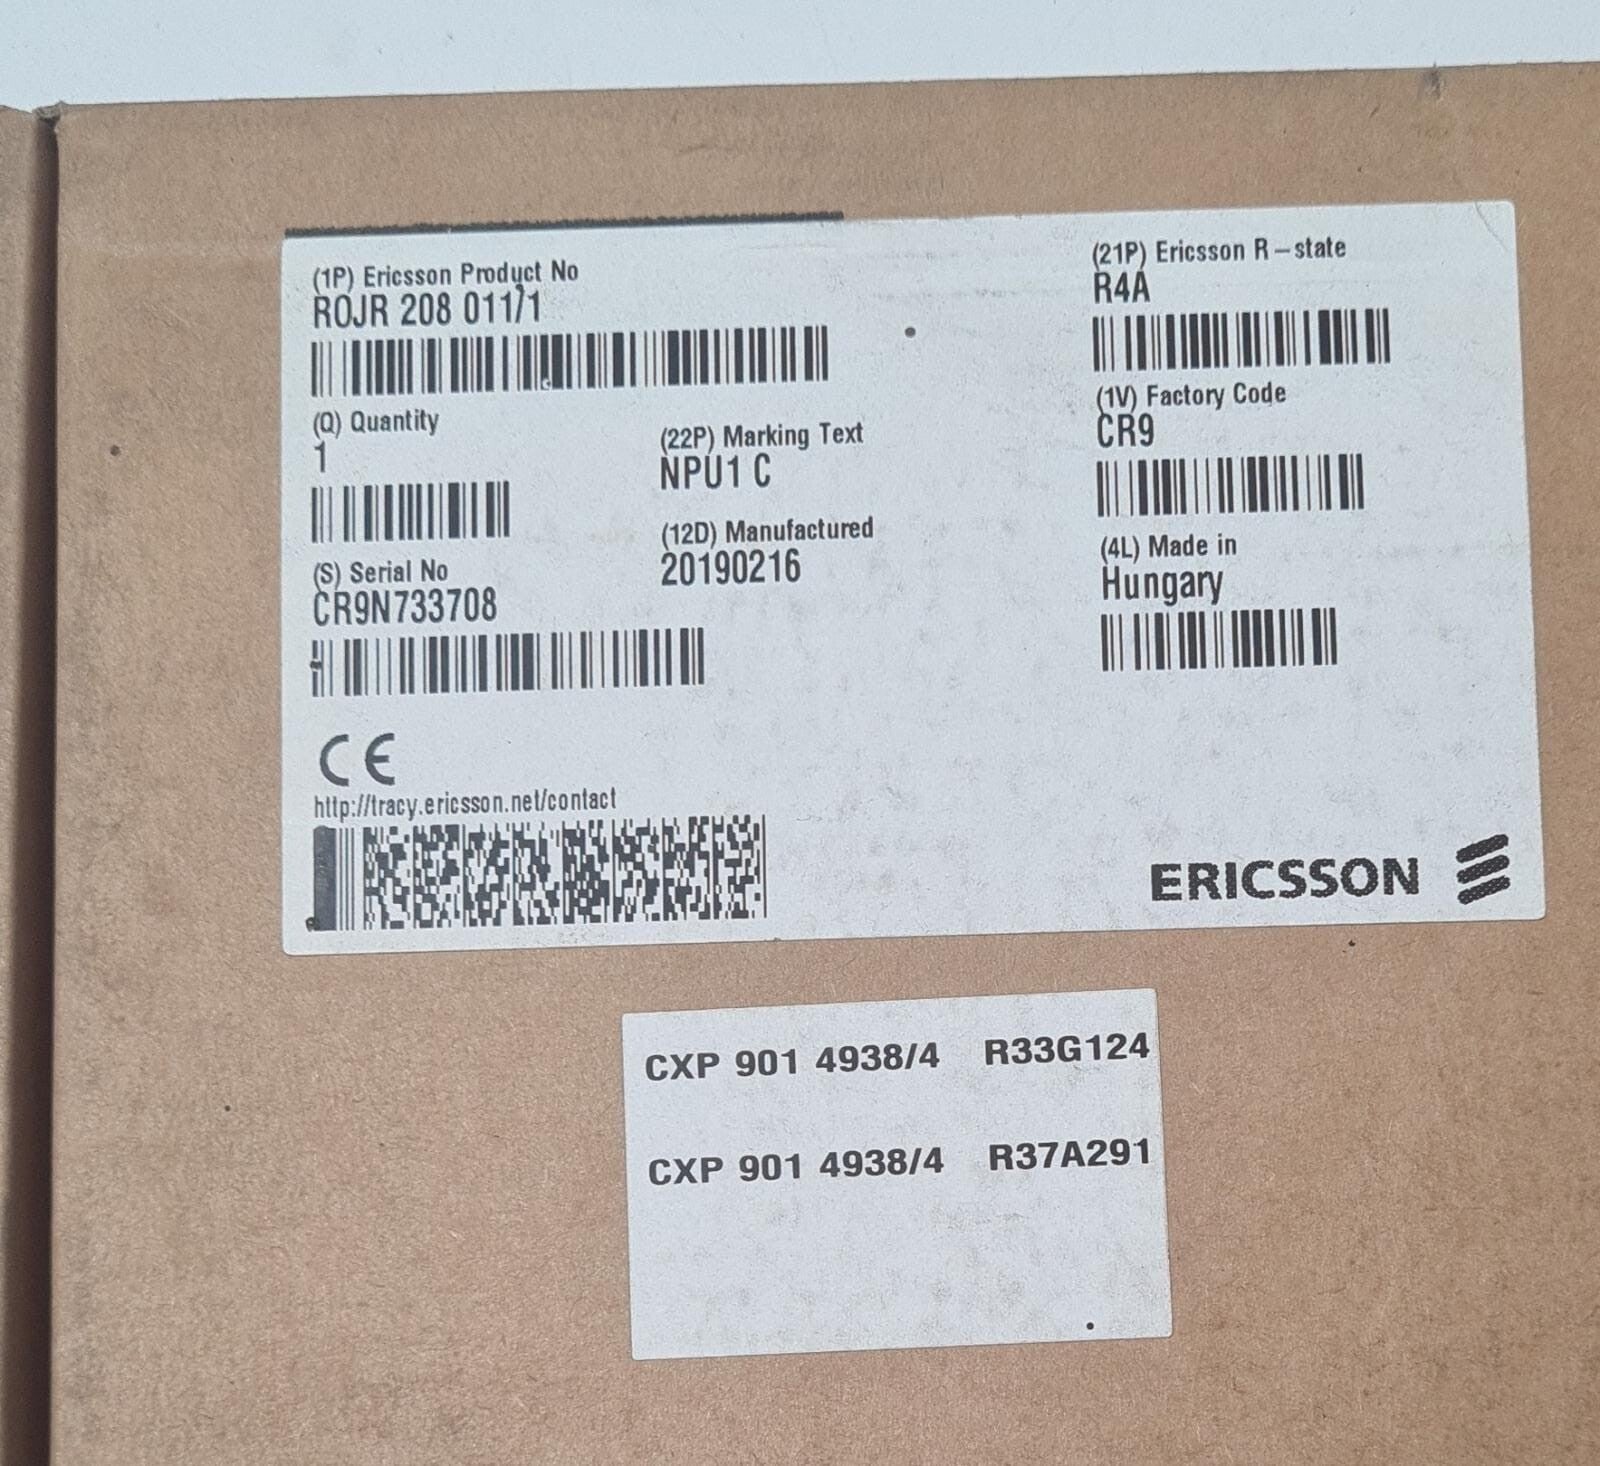 (1P) Ericsson Product No
ROJR 208 011/1
(21P) Ericsson R-state
R4A
(Q) Quantity
1
(22P) Marking Text
NPU1 C
(1V) Factory Code
CR9
(12D) Manufactured
20190216
(4L) Made in
Hungary
(S) Serial No
CR9N733708
CE
http://tracy.ericsson.net/contact
ERICSSON
CXP 901 4938/4 R33G124
CXP 901 4938/4 R37A291